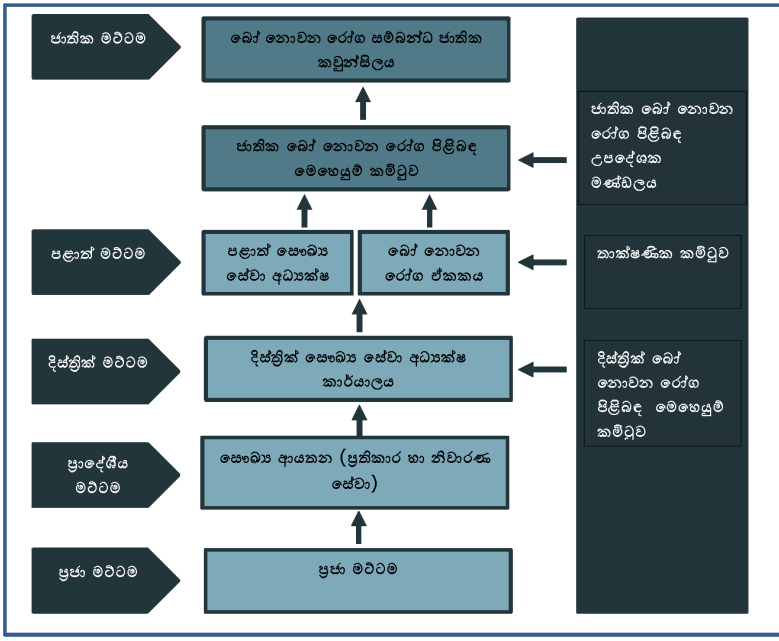 ජාතික මට්ටම
බෝ නොවන රෝග සම්බන්ධ ජාතික
කවුන්සිලය
ජාතික බෝ නොවන රෝග පිළිබඳ
මෙහෙයුම් කමිටුව
ජාතික බෝ නොවන
රෝග පිළිබඳ
උපදේශක
මණ්ඩලය
පළාත් මට්ටම
පළාත් සෞඛ්‍ය
සේවා අධ්‍යක්ෂ
බෝ නොවන
රෝග ඒකකය
තාක්ෂණික කමිටුව
දිස්ත්‍රික් මට්ටම
දිස්ත්‍රික් සෞඛ්‍ය සේවා අධ්‍යක්ෂ
කාර්යාලය
දිස්ත්‍රික් බෝ
නොවන රෝග
පිළිබඳ මෙහෙයුම්
කමිටුව
ප්‍රාදේශීය
මට්ටම
සෞඛ්‍ය ආයතන (ප්‍රතිකාර හා නිවාරණ
සේවා)
ප්‍රජා මට්ටම
ප්‍රජා මට්ටම